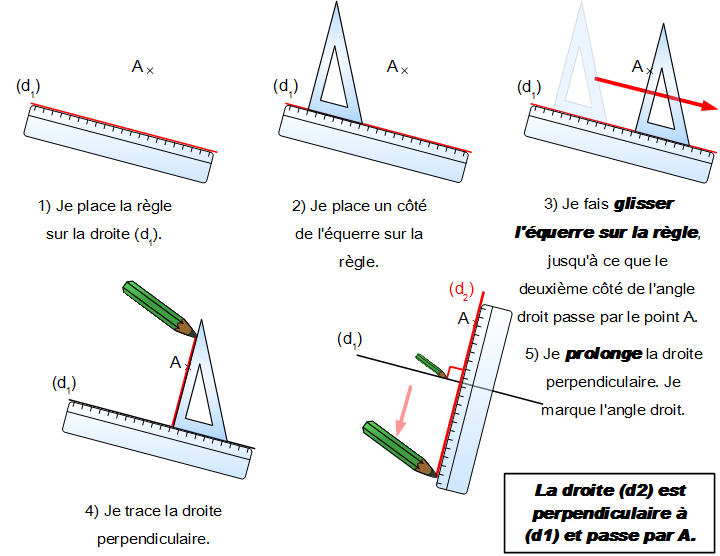 A
(d1)
1) Je place la règle
sur la droite (d1).
A
(d1)
2) Je place un côté
de l'équerre sur la
règle.
A
(d1)
3) Je fais glisser
l'équerre sur la règle,
jusqu'à ce que le
deuxième côté de l'angle
droit passe par le point A.
A
(d1)
4) Je trace la droite
perpendiculaire.
(d2)
A
(d1)
5) Je prolonge la droite
perpendiculaire. Je
marque l'angle droit.
La droite (d2) est
perpendiculaire à
(d1) et passe par A.